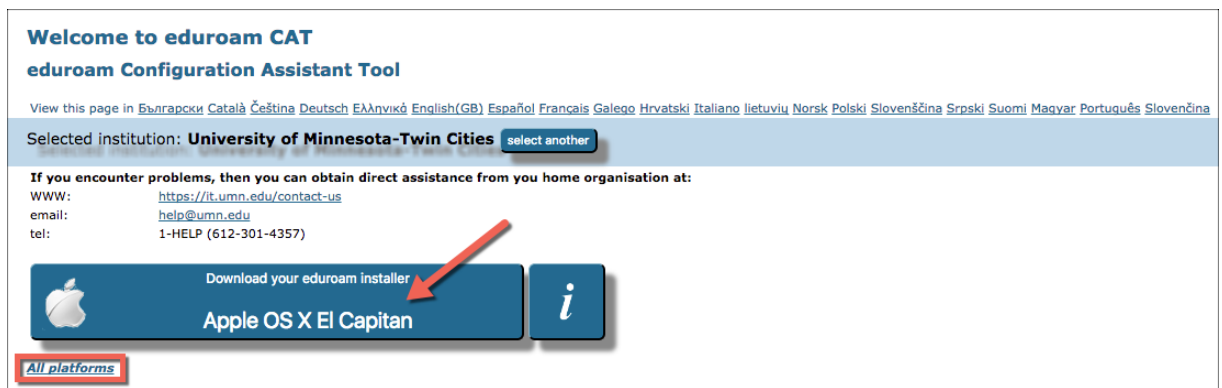 Welcome to eduroam CAT
eduroam Configuration Assistant Tool
View this page in Български Català Čeština Deutsch Ελληνικά English(GB) Español Français Galego Hrvatski Italiano lietuvių Norsk Polski Slovenščina Srpski Suomi Magyar Português Slovenčina
Selected institution: University of Minnesota-Twin Cities select another
If you encounter problems, then you can obtain direct assistance from you home organisation at:
WWW: https://it.umn.edu/contact-us
email: help@umn.edu
tel: 1-HELP (612-301-4357)
Download your eduroam installer
Apple OS X El Capitan
i
All platforms